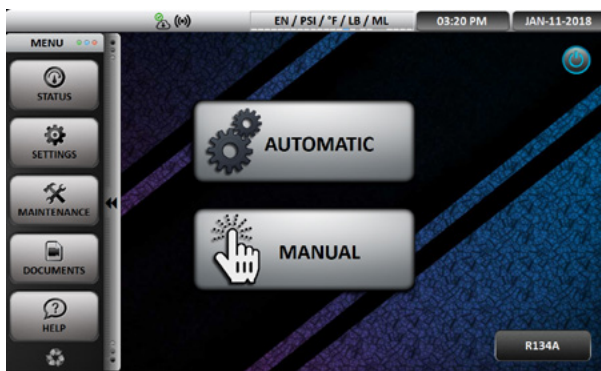 EN / PSI / °F / LB / ML
03:20 PM
JAN-11-2018
MENU
STATUS
SETTINGS
MAINTENANCE
DOCUMENTS
HELP
AUTOMATIC
MANUAL
R134A